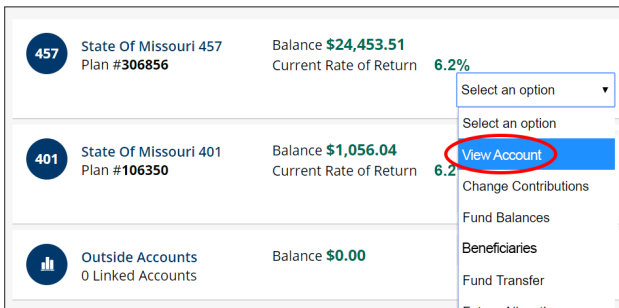 457 State Of Missouri 457 Balance $24,453.51
Plan #306856 Current Rate of Return 6.2%
Select an option
Select an option
401 State Of Missouri 401 Balance $1,056.04
View Account
Plan #106350 Current Rate of Return 6.2
Change Contributions
Fund Balances
Outside Accounts Balance $0.00
Beneficiaries
0 Linked Accounts
Fund Transfer